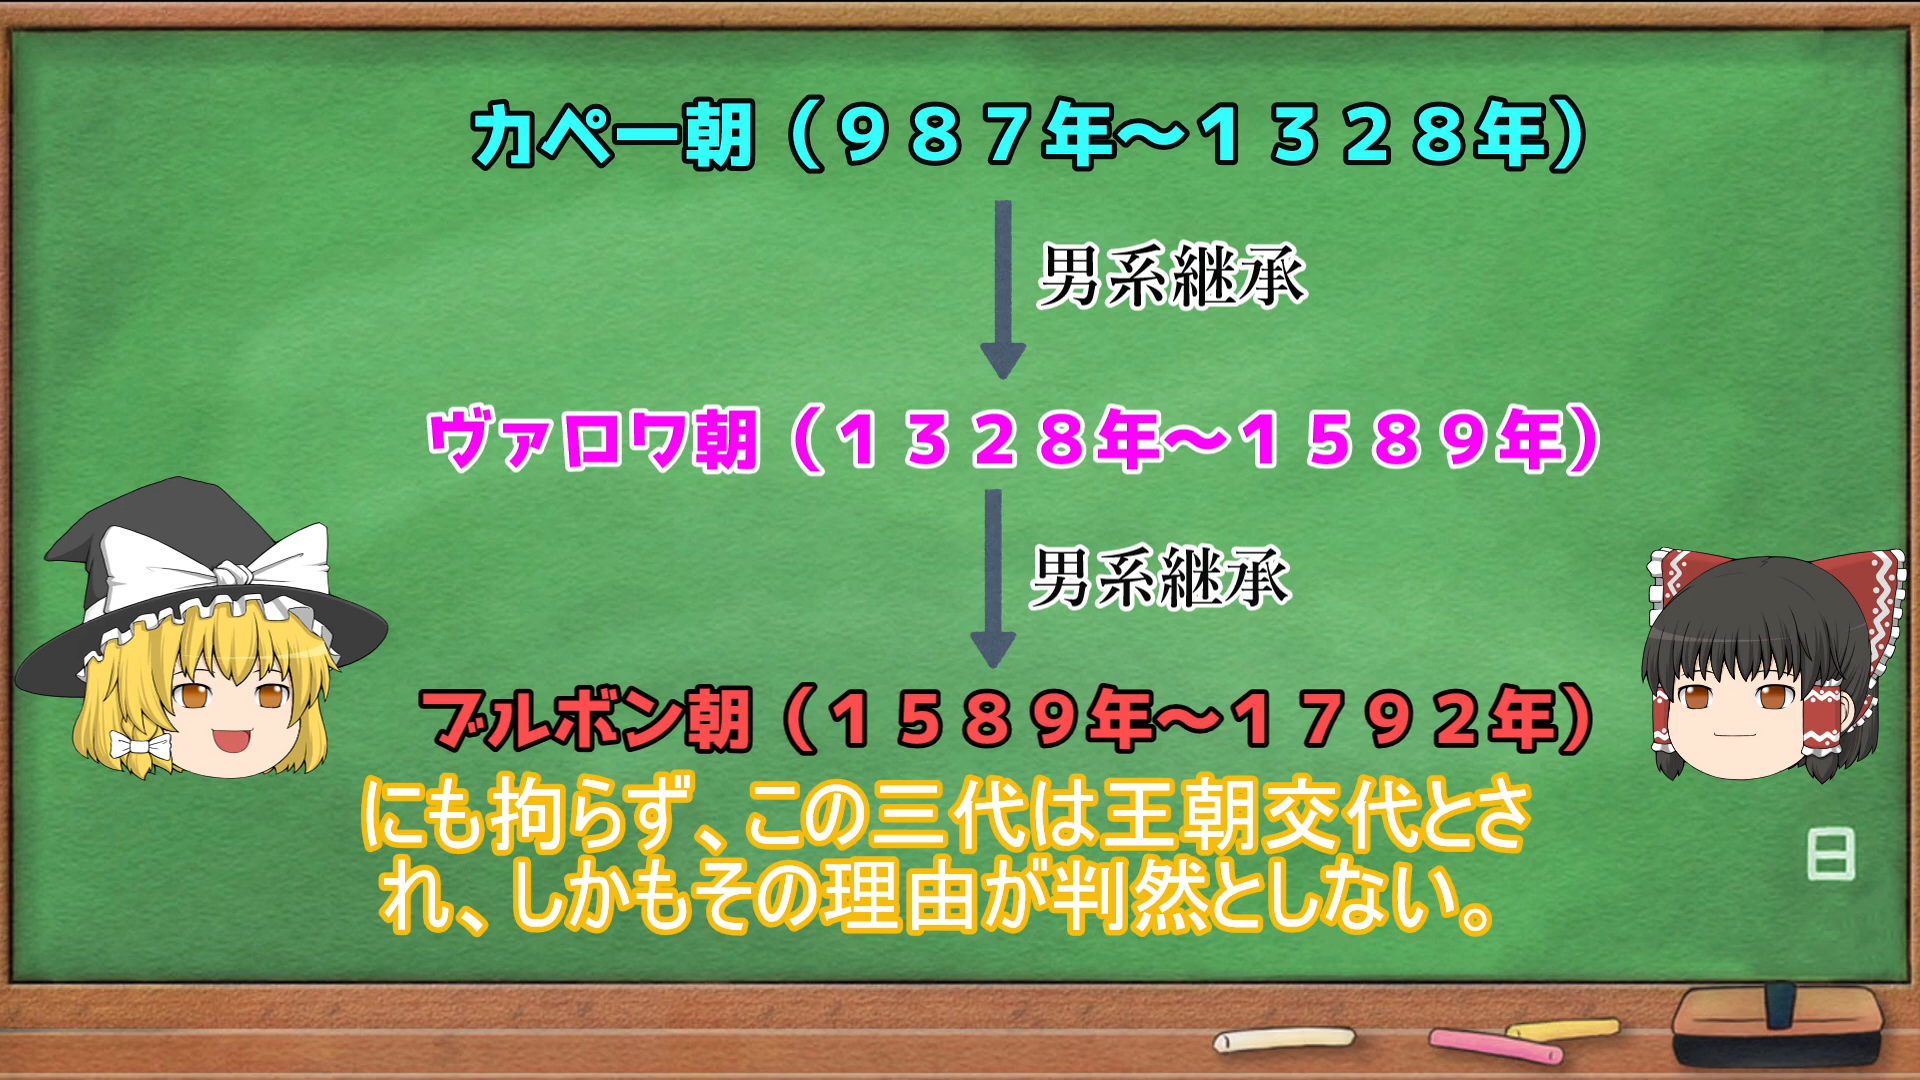 カペー朝（９８７年～１３２８年）
男系継承
ヴァロワ朝（１３２８年～１５８９年）
男系継承
ブルボン朝（１５８９年～１７９２年）
にも拘らず、この三代は王朝交代とさ
れ、しかもその理由が判然としない。
日